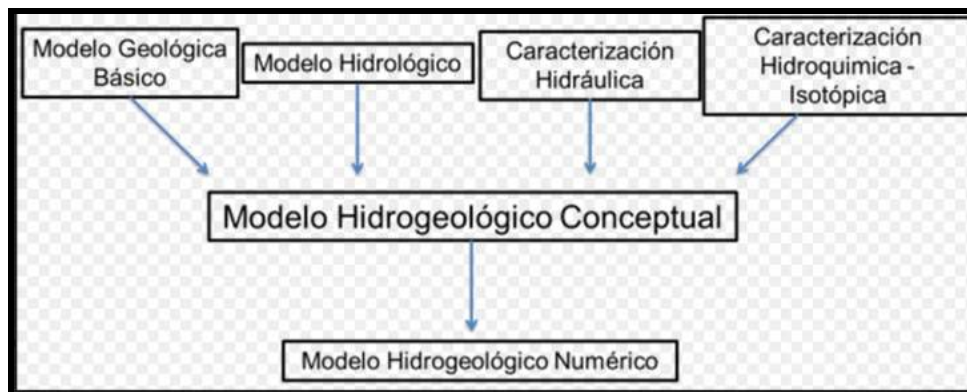 Modelo Geológica
Básico
Modelo Hidrológico
Caracterización
Hidráulica
Caracterización
Hidroquimica -
Isotópica
Modelo Hidrogeológico Conceptual
Modelo Hidrogeológico Numérico